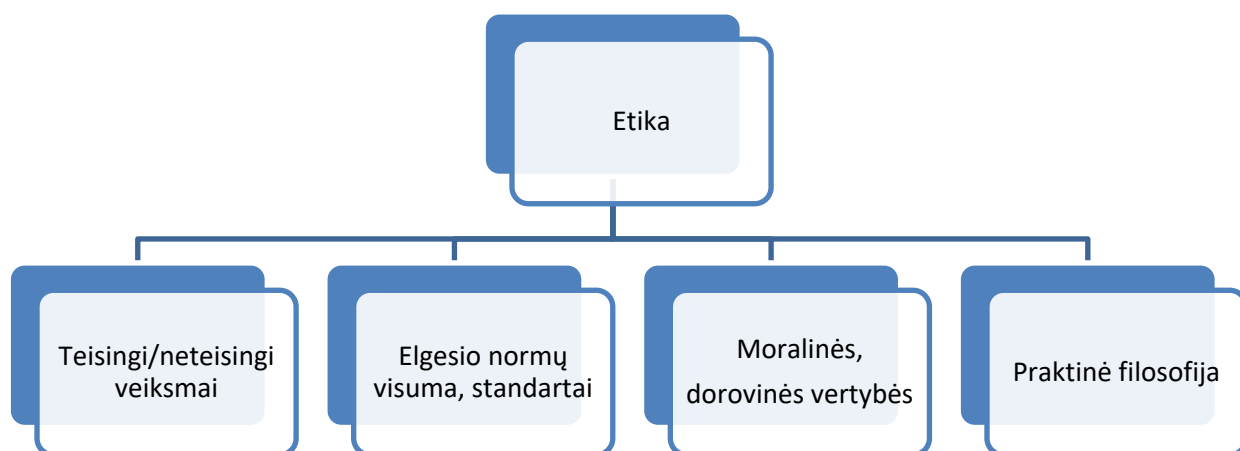 Etika
Teisingi/neteisingi
veiksmai
Elgesio normų
visuma, standartai
Moralinės,
dorovinės vertybės
Praktinė filosofija